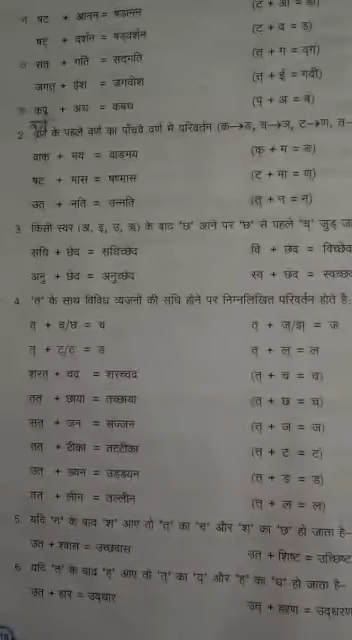 षट + आनन = षडानन (ट + आ = डा)
षट् + दर्शन = षड्दर्शन (ट + द = ड)
सत् + गति = सद्गति (त् + ग = द्ग)
जगत् + ईश = जगदीश (त् + ई = दी)
(प् + अ = ब)
2 वर्ण के पहले वर्ण का पाँचवे वर्ण में परिवर्तन (क→ङ, च→ञ, ट→ण, त–
वाक + मय = वाङमय (क् + म = ङ)
षट + मास = षण्मास (ट + मा = ण)
उत् + नति = उन्नति (त् + न = न्)
3 किसी स्वर (अ, इ, उ, ऋ) के बाद 'छ' आने पर 'छ' से पहले 'च्' जुड़ जा
संधि + छेद = संधिच्छेद वि + छेद = विच्छेद
अनु + छेद = अनुच्छेद स्व + छंद = स्वच्छंद
4 'त्' के साथ विविध व्यंजनों की संधि होने पर निम्नलिखित परिवर्तन होते हैं-
त् + च/छ = च त् + ज/झ = ज
त् + ट/ठ = ड त् + ल = ल
शरत् + चंद्र = शरच्चंद्र (त् + च = च)
तत + छाया = तच्छाया (त् + छ = च)
सत् + जन = सज्जन (त् + ज = ज)
तत + टीका = तटटीका (त् + ट = ट)
उत + डयन = उड्डयन (त् + ड = ड)
तत + लीन = तल्लीन (त् + ल = ल)
5 यदि 'त्' के बाद 'श' आए तो 'त्' का 'च' और 'श्' का 'छ' हो जाता है–
उत + श्वास = उच्छवास उत + शिष्ट = उच्छिष्ट
6 यदि 'त' के बाद 'ह' आए तो 'त्' का 'द्' और 'ह' का 'ध' हो जाता है–
उत + हार = उद्धार उत् + हरण = उद्धरण